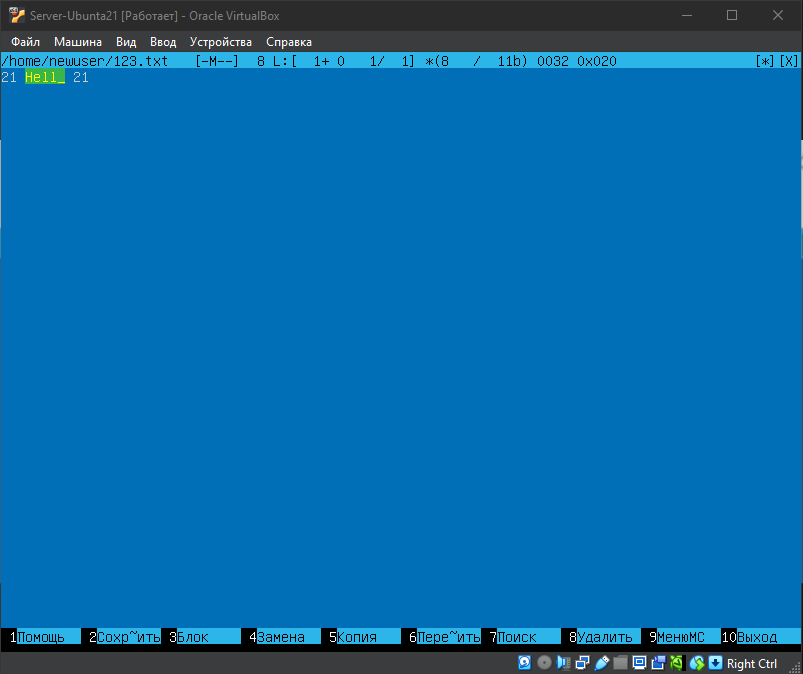 Server-Ubunta21 [Работает] - Oracle VirtualBox
Файл Машина Вид Ввод Устройства Справка
/home/newuser/123.txt [-M--] 8 L:[ 1+ 0 1/ 1] *(8 / 11b) 0032 0x020 [*][X]
21 Hell_ 21
1Помощь 2Сохр~ить 3Блок 4Замена 5Копия 6Пере~ить 7Поиск 8Удалить 9МенюMC 10Выход
Right Ctrl